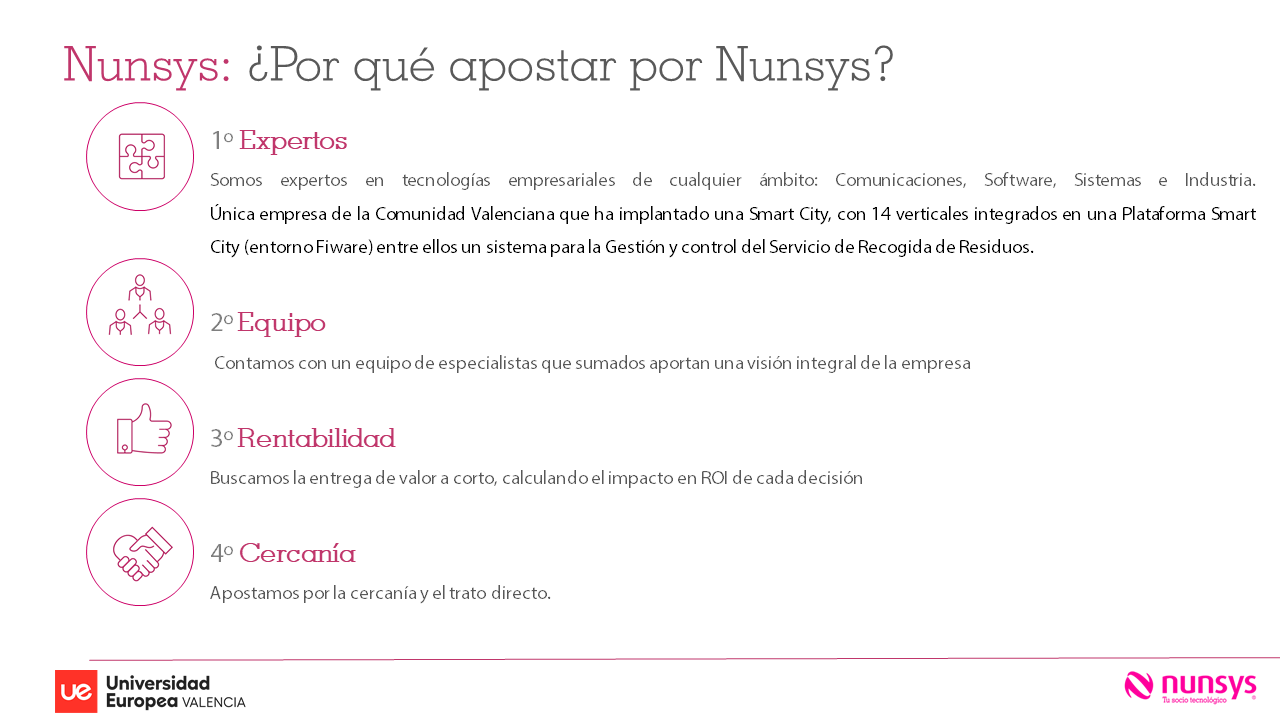 Nunsys: ¿Por qué apostar por Nunsys?
1º Expertos
Somos expertos en tecnologías empresariales de cualquier ámbito: Comunicaciones, Software, Sistemas e Industria.
Única empresa de la Comunidad Valenciana que ha implantado una Smart City, con 14 verticales integrados en una Plataforma Smart
City (entorno Fiware) entre ellos un sistema para la Gestión y control del Servicio de Recogida de Residuos.
2º Equipo
Contamos con un equipo de especialistas que sumados aportan una visión integral de la empresa
3º Rentabilidad
Buscamos la entrega de valor a corto, calculando el impacto en ROI de cada decisión
4º Cercanía
Apostamos por la cercanía y el trato directo.
ue Universidad
Europea VALENCIA
nunsys
Tu socio tecnológico